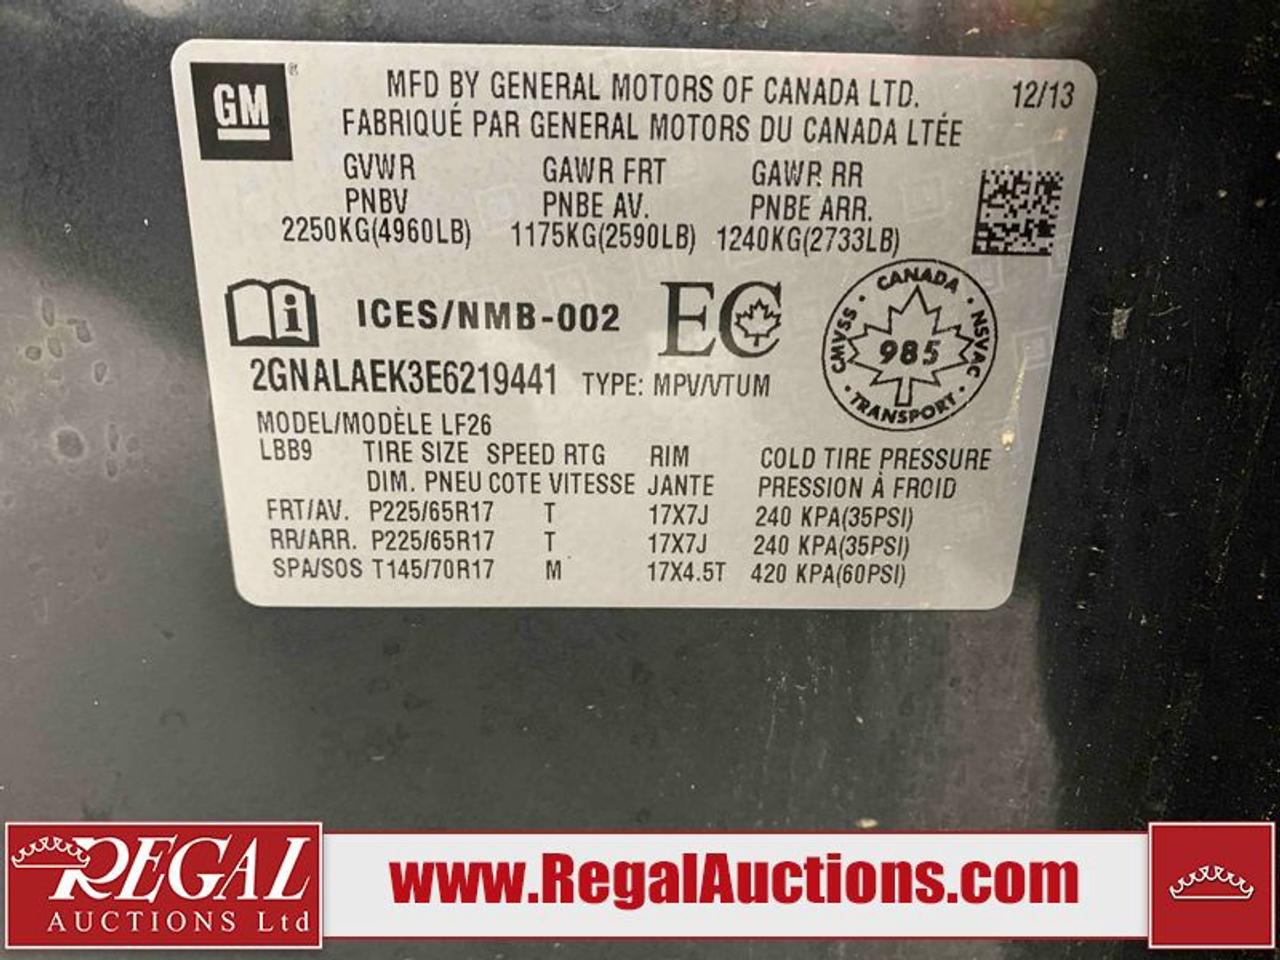 GM ®
MFD BY GENERAL MOTORS OF CANADA LTD. 12/13
FABRIQUÉ PAR GENERAL MOTORS DU CANADA LTÉE
GVWR GAWR FRT GAWR RR
PNBV PNBE AV. PNBE ARR.
2250KG(4960LB) 1175KG(2590LB) 1240KG(2733LB)
i ICES/NMB-002 EC
CANADA · NSVAC · TRANSPORT · CMVSS ·
985
2GNALAEK3E6219441 TYPE: MPV/VTUM
MODEL/MODÈLE LF26
LBB9 TIRE SIZE SPEED RTG RIM COLD TIRE PRESSURE
DIM. PNEU COTE VITESSE JANTE PRESSION À FROID
FRT/AV. P225/65R17 T 17X7J 240 KPA(35PSI)
RR/ARR. P225/65R17 T 17X7J 240 KPA(35PSI)
SPA/SOS T145/70R17 M 17X4.5T 420 KPA(60PSI)
REGAL
AUCTIONS Ltd
www.RegalAuctions.com